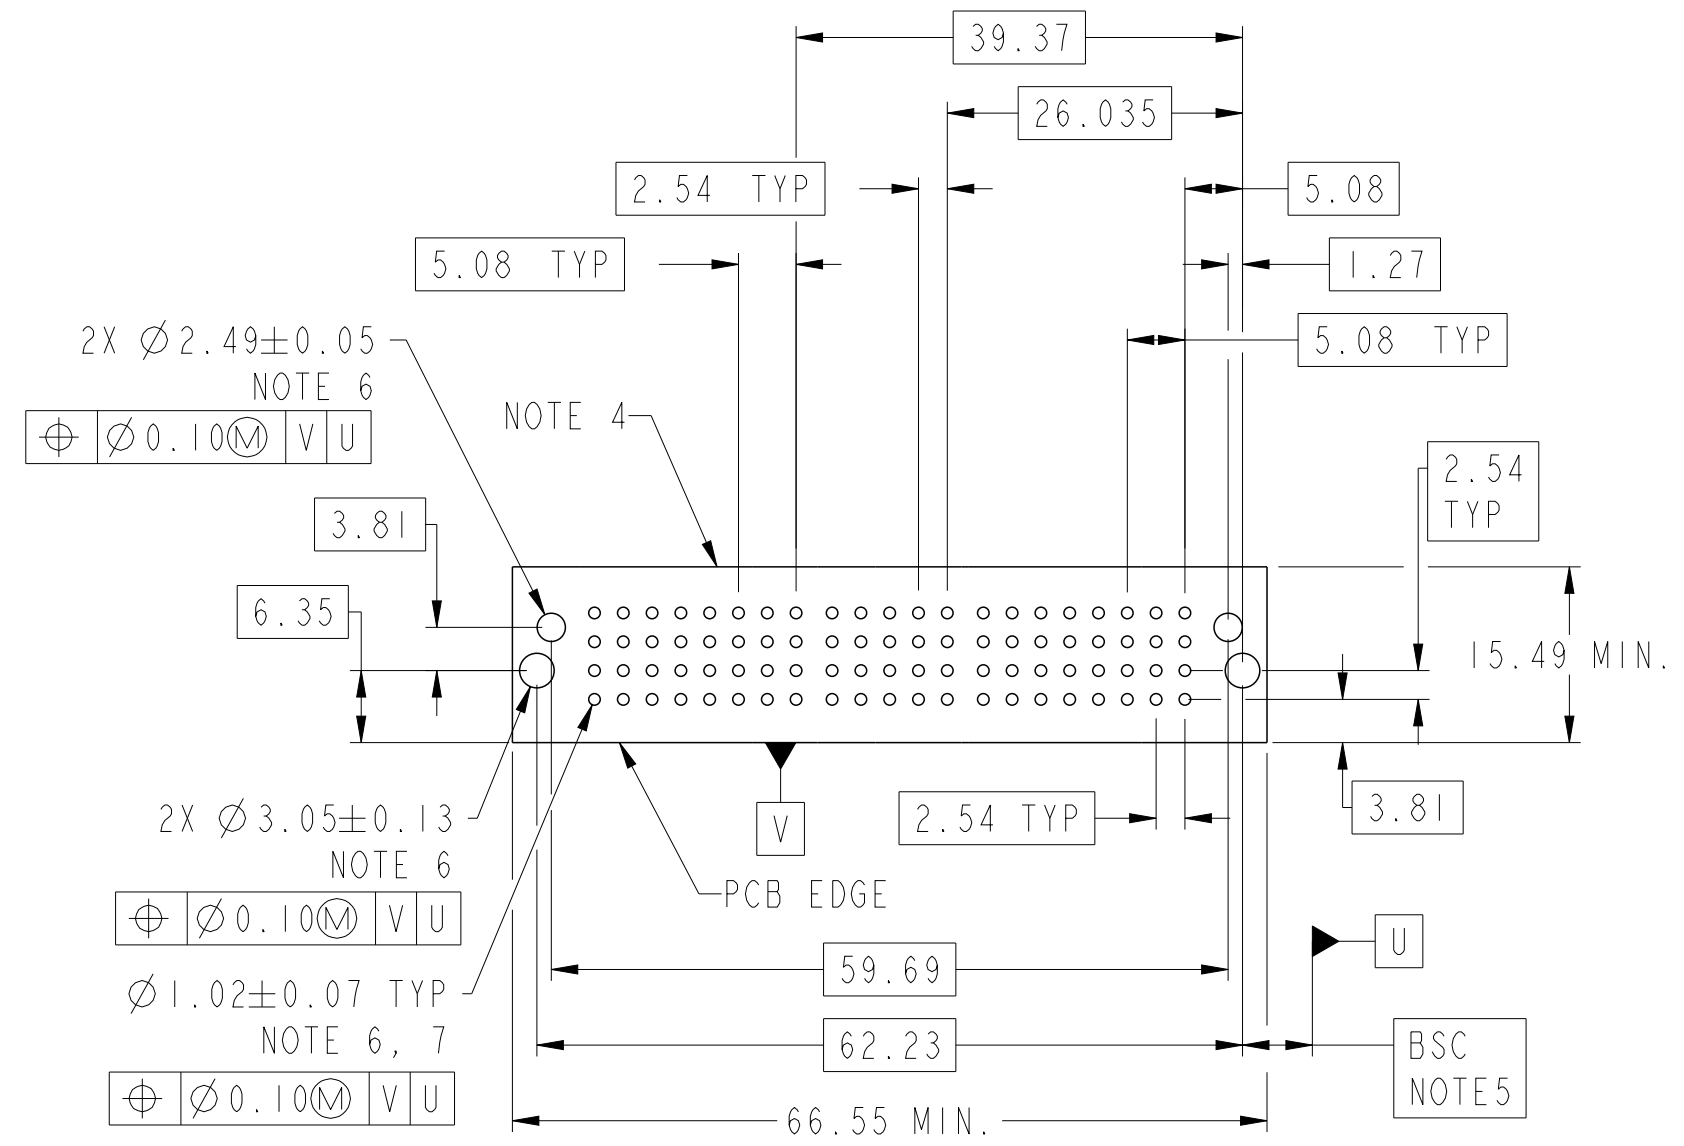 39.37
26.035
2.54 TYP
5.08
5.08 TYP
1.27
2X ∅2.49±0.05
NOTE 6
5.08 TYP
⌖ ∅0.10Ⓜ V U
NOTE 4
2.54
TYP
3.81
6.35
15.49 MIN.
2X ∅3.05±0.13
NOTE 6
⌖ ∅0.10Ⓜ V U
V
2.54 TYP
3.81
PCB EDGE
U
∅1.02±0.07 TYP
NOTE 6, 7
⌖ ∅0.10Ⓜ V U
59.69
62.23
BSC
NOTE5
66.55 MIN.